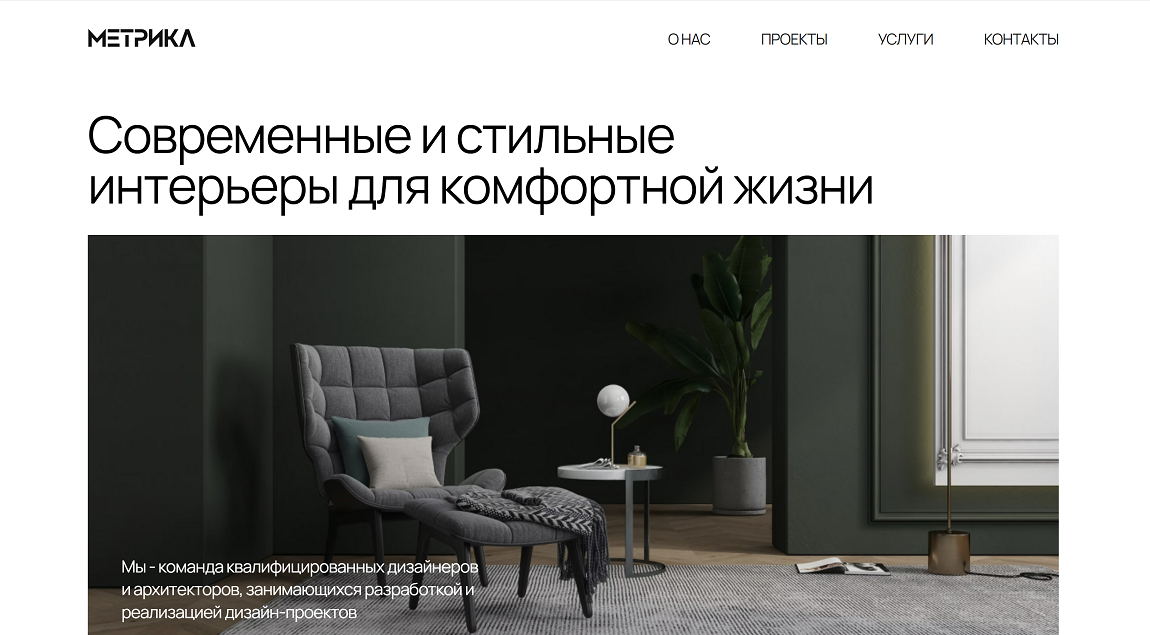 МЕТРИКА
О НАС
ПРОЕКТЫ
УСЛУГИ
КОНТАКТЫ
Современные и стильные
интерьеры для комфортной жизни
Мы - команда квалифицированных дизайнеров
и архитекторов, занимающихся разработкой и
реализацией дизайн-проектов